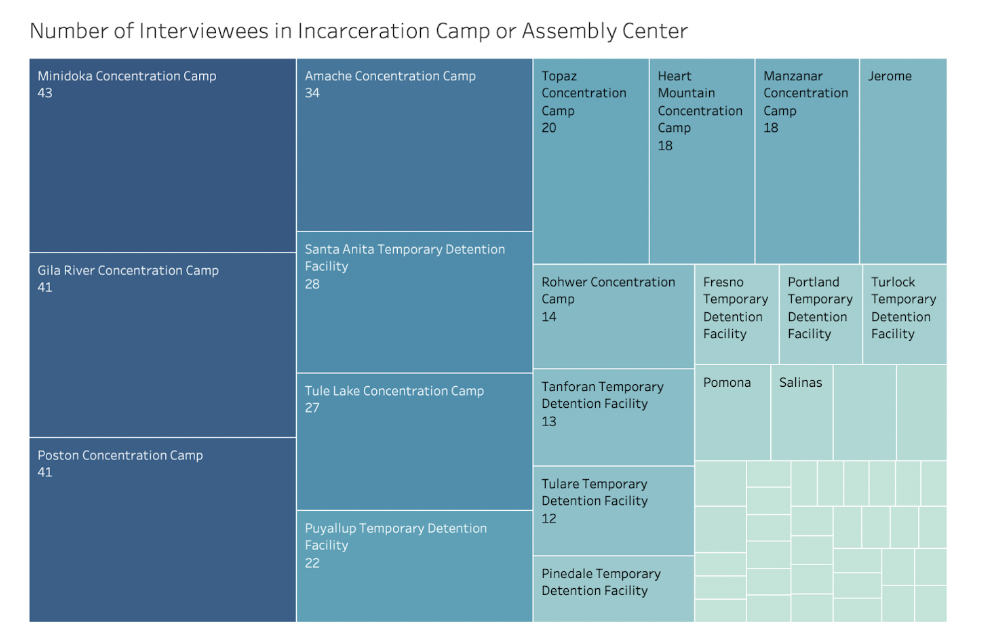 Number of Interviewees in Incarceration Camp or Assembly Center
Minidoka Concentration Camp
43
Gila River Concentration Camp
41
Poston Concentration Camp
41
Amache Concentration Camp
34
Santa Anita Temporary Detention
Facility
28
Tule Lake Concentration Camp
27
Puyallup Temporary Detention
Facility
22
Topaz
Concentration
Camp
20
Heart
Mountain
Concentration
Camp
18
Manzanar
Concentration
Camp
18
Jerome
Rohwer Concentration
Camp
14
Tanforan Temporary
Detention Facility
13
Tulare Temporary
Detention Facility
12
Pinedale Temporary
Detention Facility
Fresno
Temporary
Detention
Facility
Portland
Temporary
Detention
Facility
Turlock
Temporary
Detention
Facility
Pomona
Salinas